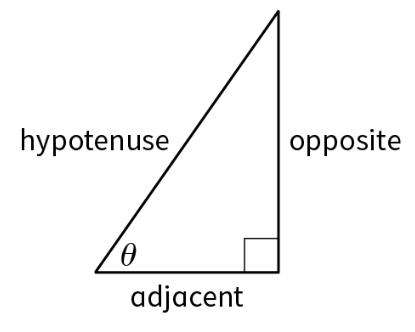 hypotenuse
opposite
θ
adjacent